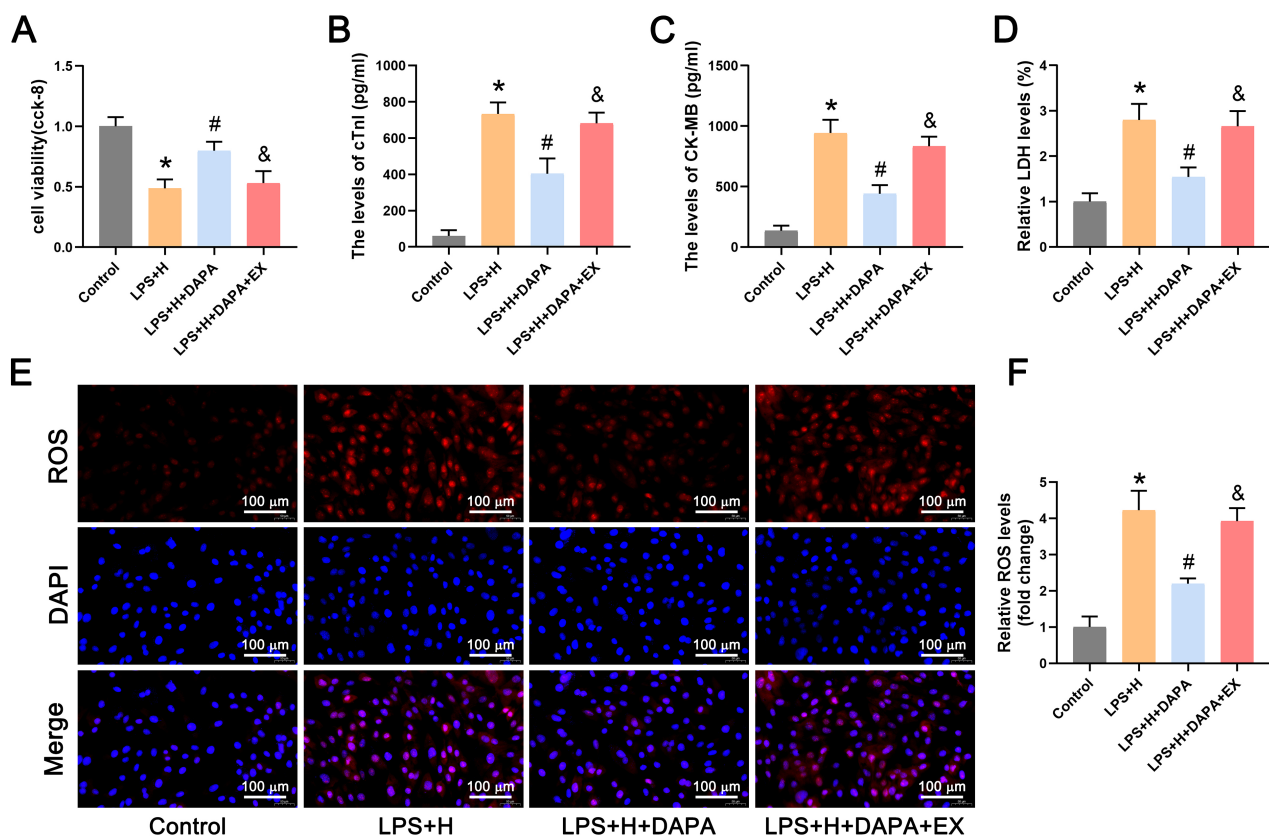 A
cell viability(cck-8)
1.5
1.0
0.5
0.0
*
#
&
Control
LPS+H
LPS+H+DAPA
LPS+H+DAPA+EX
B
The levels of cTnI (pg/ml)
1000
800
600
400
200
0
*
#
&
Control
LPS+H
LPS+H+DAPA
LPS+H+DAPA+EX
C
The levels of CK-MB (pg/ml)
1500
1000
500
0
*
#
&
Control
LPS+H
LPS+H+DAPA
LPS+H+DAPA+EX
D
Relative LDH levels (%)
4
3
2
1
0
*
#
&
Control
LPS+H
LPS+H+DAPA
LPS+H+DAPA+EX
E
ROS
100 μm
100 μm
100 μm
100 μm
DAPI
100 μm
100 μm
100 μm
100 μm
Merge
100 μm
100 μm
100 μm
100 μm
Control
LPS+H
LPS+H+DAPA
LPS+H+DAPA+EX
F
Relative ROS levels
(fold change)
5
4
3
2
1
0
*
#
&
Control
LPS+H
LPS+H+DAPA
LPS+H+DAPA+EX